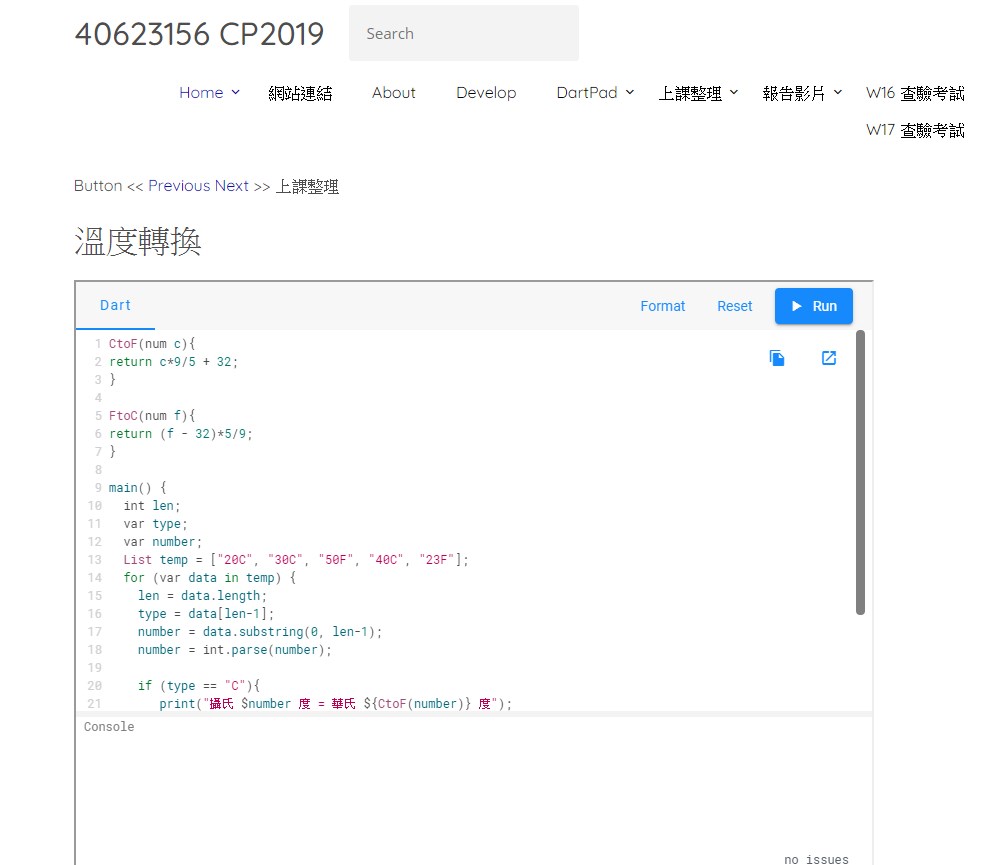 40623156 CP2019
Search
Home 網站連結 About Develop DartPad 上課整理 報告影片 W16 查驗考試
W17 查驗考試
Button << Previous Next >> 上課整理
溫度轉換
Dart Format Reset Run
1 CtoF(num c){
2 return c*9/5 + 32;
3 }
4
5 FtoC(num f){
6 return (f - 32)*5/9;
7 }
8
9 main() {
10 int len;
11 var type;
12 var number;
13 List temp = ["20C", "30C", "50F", "40C", "23F"];
14 for (var data in temp) {
15 len = data.length;
16 type = data[len-1];
17 number = data.substring(0, len-1);
18 number = int.parse(number);
19
20 if (type == "C"){
21 print("攝氏 $number 度 = 華氏 ${CtoF(number)} 度");
Console
no issues